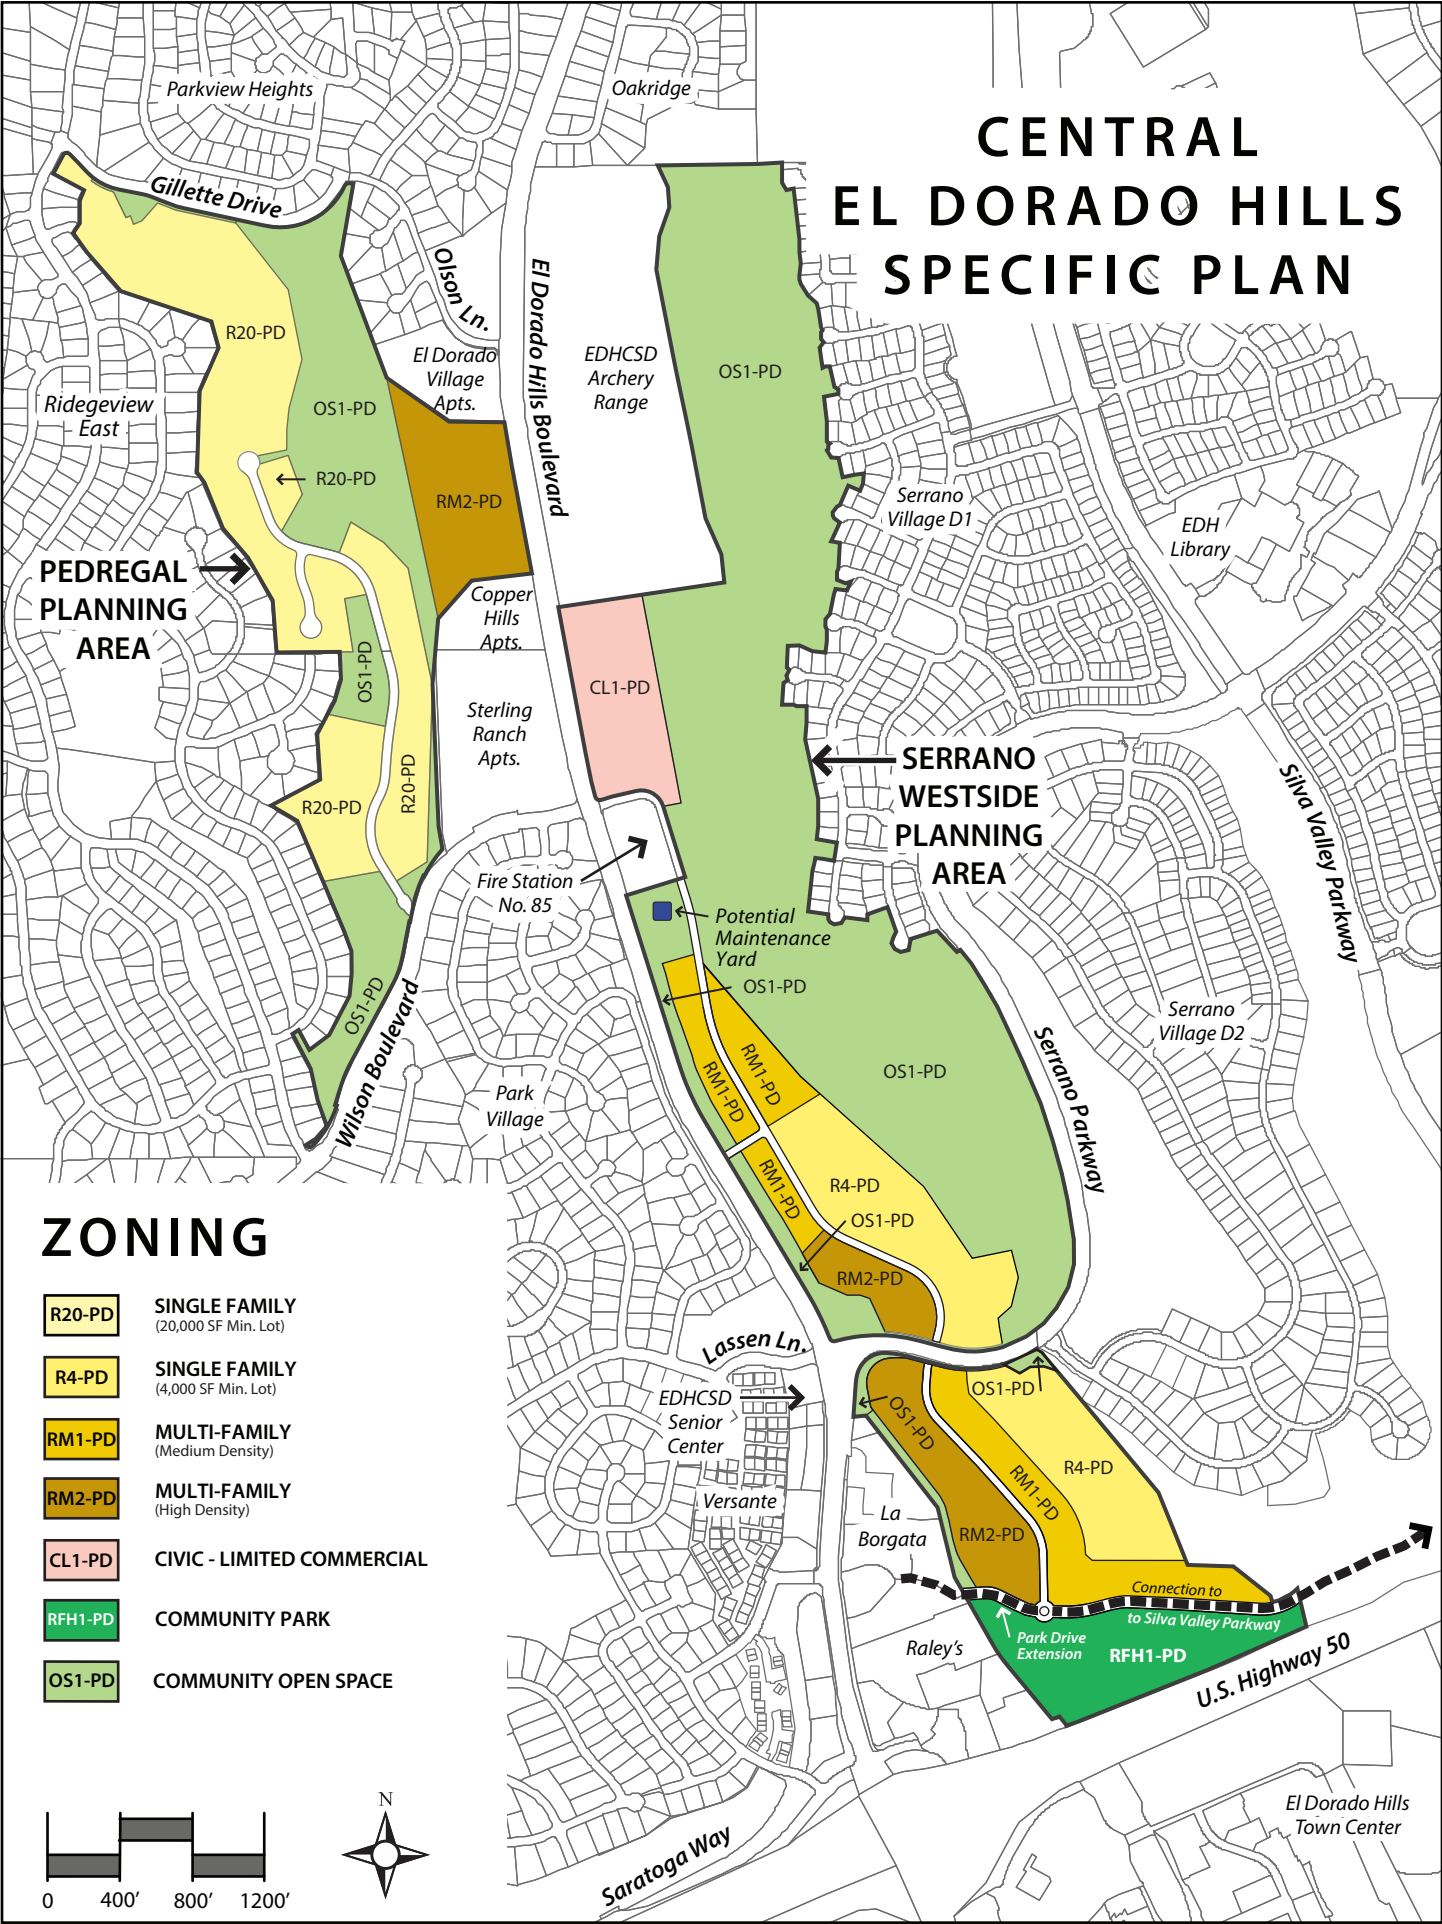 CENTRAL
EL DORADO HILLS
SPECIFIC PLAN
Parkview Heights
Oakridge
Gillette Drive
Olson Ln.
El Dorado Hills Boulevard
R20-PD
El Dorado
Village
Apts.
EDHCSD
Archery
Range
OS1-PD
Ridegeview
East
OS1-PD
R20-PD
RM2-PD
Serrano
Village D1
EDH
Library
PEDREGAL
PLANNING
AREA
Copper
Hills
Apts.
OS1-PD
CL1-PD
Sterling
Ranch
Apts.
R20-PD
R20-PD
SERRANO
WESTSIDE
PLANNING
AREA
Silva Valley Parkway
Fire Station
No. 85
Potential
Maintenance
Yard
OS1-PD
OS1-PD
Wilson Boulevard
Serrano
Village D2
Serrano Parkway
OS1-PD
RM1-PD
RM1-PD
Park
Village
RM1-PD
R4-PD
OS1-PD
RM2-PD
Lassen Ln.
EDHCSD
Senior
Center
OS1-PD
OS1-PD
R4-PD
RM1-PD
Versante
La
Borgata
RM2-PD
Connection to
to Silva Valley Parkway
Park Drive
Extension
RFH1-PD
Raley's
U.S. Highway 50
El Dorado Hills
Town Center
Saratoga Way
ZONING
R20-PD
SINGLE FAMILY
(20,000 SF Min. Lot)
R4-PD
SINGLE FAMILY
(4,000 SF Min. Lot)
RM1-PD
MULTI-FAMILY
(Medium Density)
RM2-PD
MULTI-FAMILY
(High Density)
CL1-PD
CIVIC - LIMITED COMMERCIAL
RFH1-PD
COMMUNITY PARK
OS1-PD
COMMUNITY OPEN SPACE
N
0 400' 800' 1200'